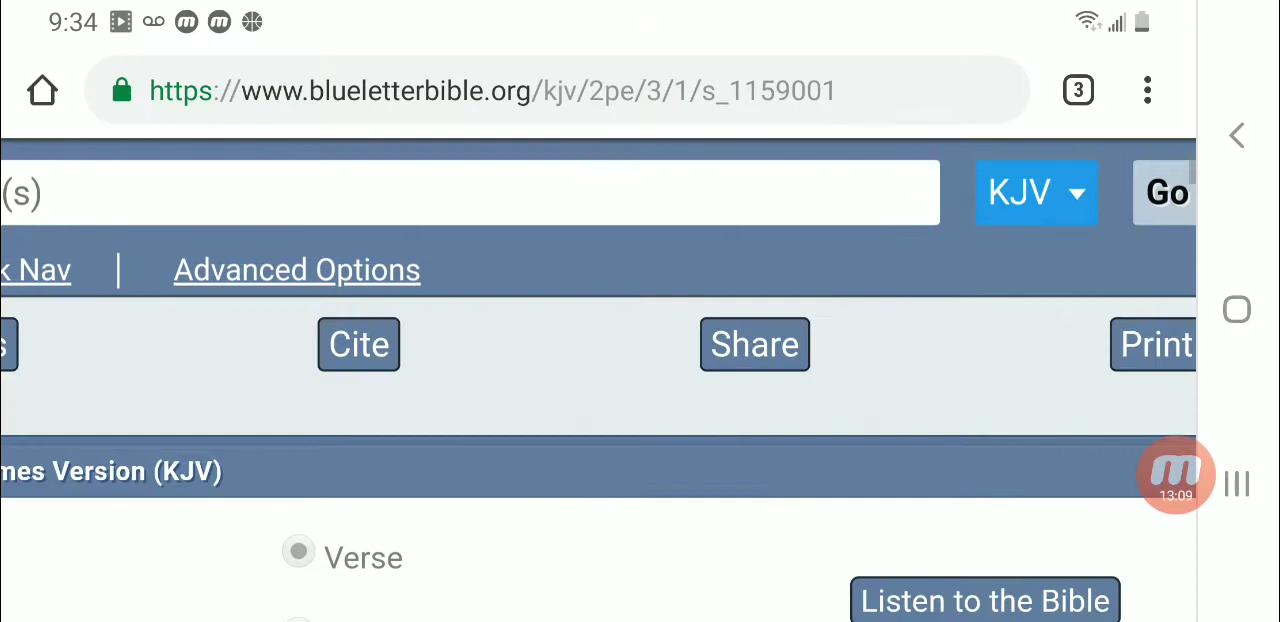 9:34
https://www.blueletterbible.org/kjv/2pe/3/1/s_1159001
3
(s)
KJV
Go
k Nav | Advanced Options
s
Cite
Share
Print
mes Version (KJV)
13:09
Verse
Listen to the Bible